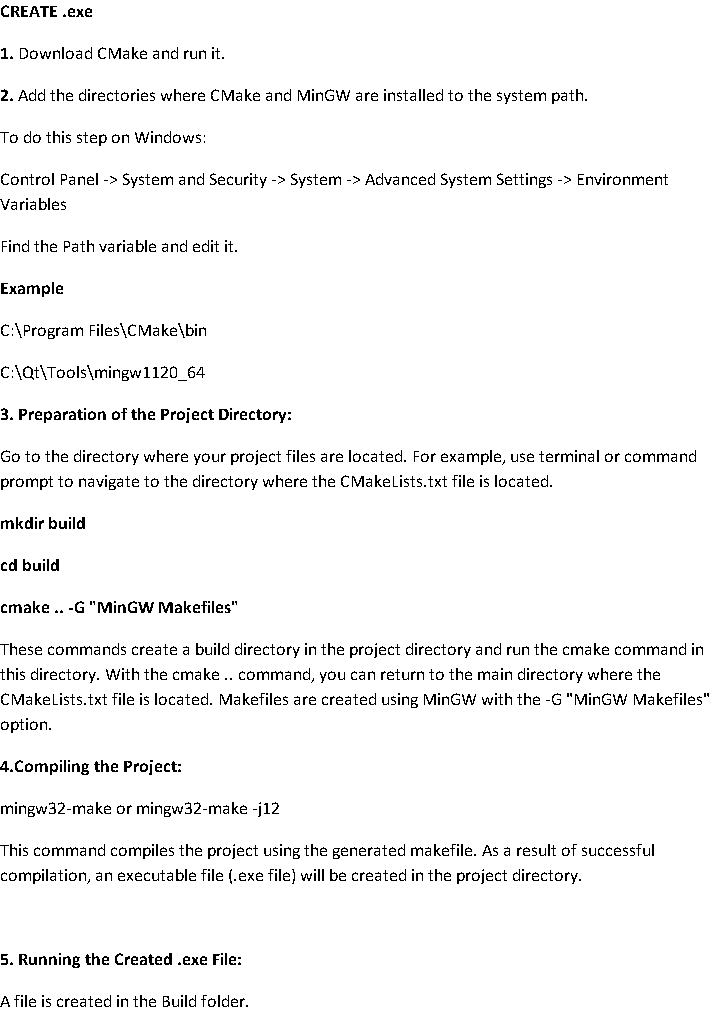 CREATE .exe
1. Download CMake and run it.
2. Add the directories where CMake and MinGW are installed to the system path.
To do this step on Windows:
Control Panel -> System and Security -> System -> Advanced System Settings -> Environment
Variables
Find the Path variable and edit it.
Example
C:\Program Files\CMake\bin
C:\Qt\Tools\mingw1120_64
3. Preparation of the Project Directory:
Go to the directory where your project files are located. For example, use terminal or command
prompt to navigate to the directory where the CMakeLists.txt file is located.
mkdir build
cd build
cmake .. -G "MinGW Makefiles"
These commands create a build directory in the project directory and run the cmake command in
this directory. With the cmake .. command, you can return to the main directory where the
CMakeLists.txt file is located. Makefiles are created using MinGW with the -G "MinGW Makefiles"
option.
4.Compiling the Project:
mingw32-make or mingw32-make -j12
This command compiles the project using the generated makefile. As a result of successful
compilation, an executable file (.exe file) will be created in the project directory.
5. Running the Created .exe File:
A file is created in the Build folder.